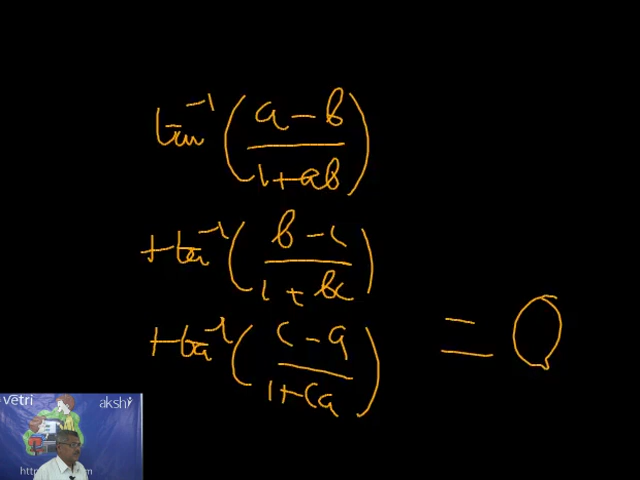 tan⁻¹ ( a - b / 1 + ab )
+ tan⁻¹ ( b - c / 1 + bc )
+ tan⁻¹ ( c - a / 1 + ca ) = 0
vetri akshi